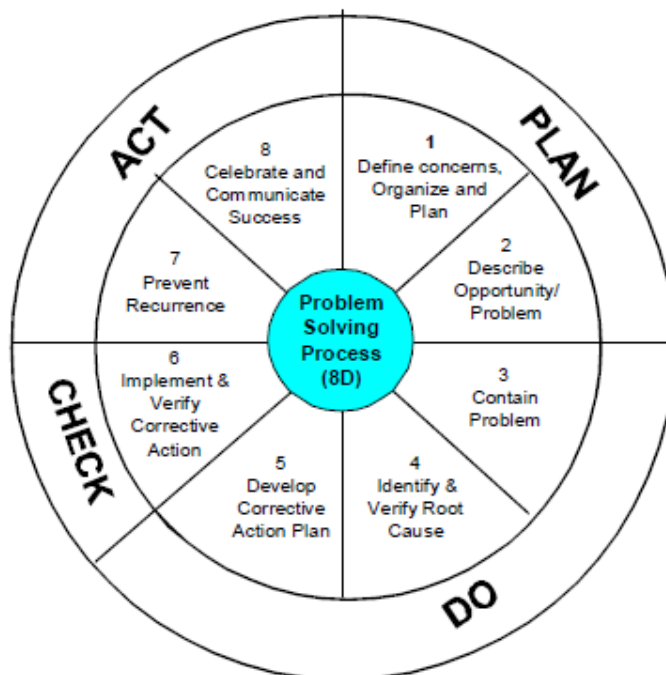 ACT
PLAN
CHECK
DO
Problem
Solving
Process
(8D)
1
Define concerns,
Organize and
Plan
2
Describe
Opportunity/
Problem
3
Contain
Problem
4
Identify &
Verify Root
Cause
5
Develop
Corrective
Action Plan
6
Implement &
Verify
Corrective
Action
7
Prevent
Recurrence
8
Celebrate and
Communicate
Success